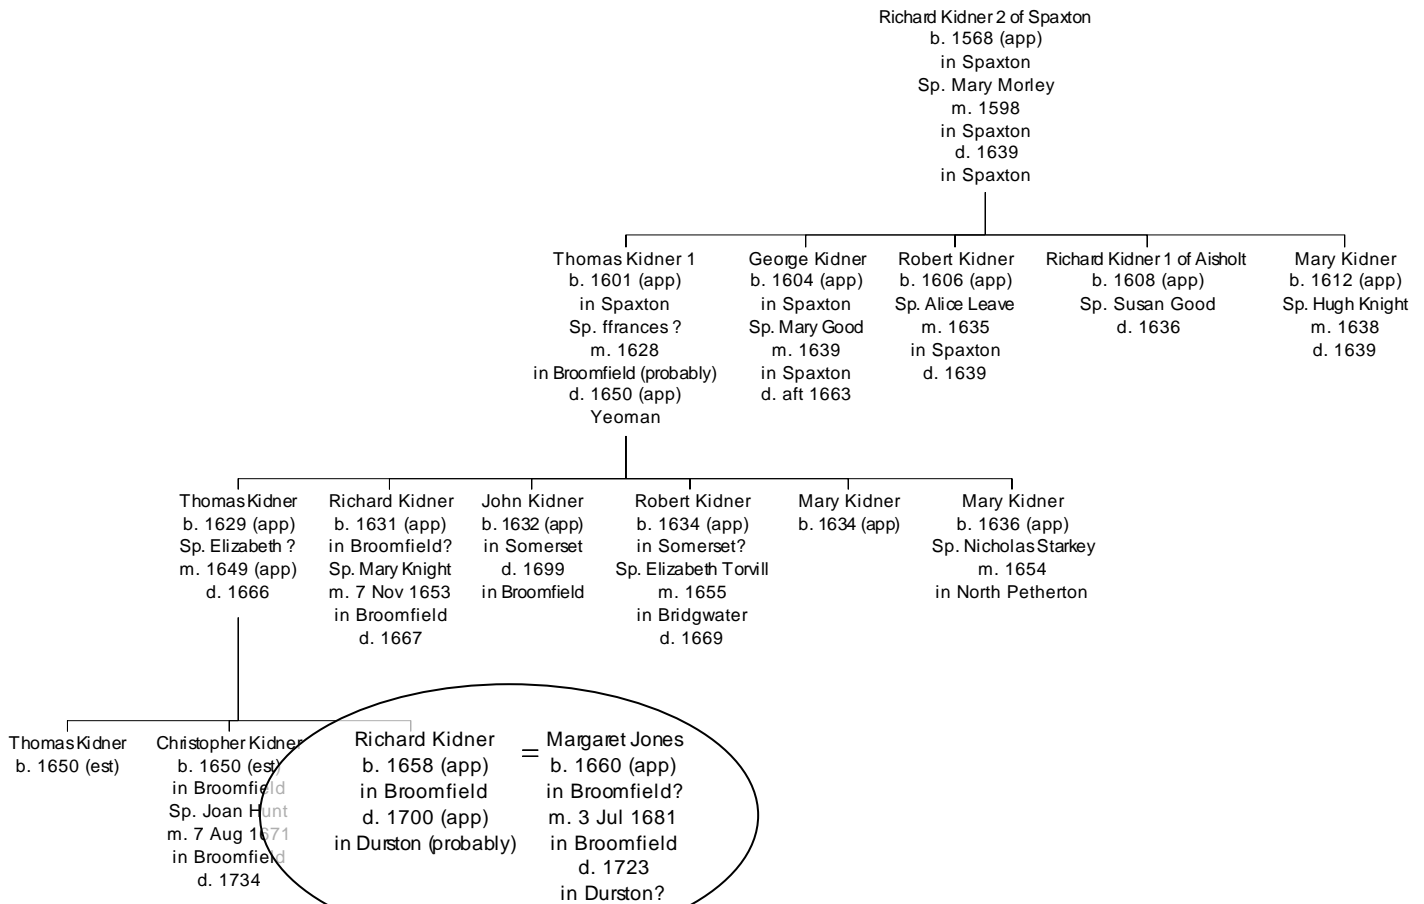 Richard Kidner 2 of Spaxton
b. 1568 (app)
in Spaxton
Sp. Mary Morley
m. 1598
in Spaxton
d. 1639
in Spaxton
Thomas Kidner 1
b. 1601 (app)
in Spaxton
Sp. ffrances ?
m. 1628
in Broomfield (probably)
d. 1650 (app)
Yeoman
George Kidner
b. 1604 (app)
in Spaxton
Sp. Mary Good
m. 1639
in Spaxton
d. aft 1663
Robert Kidner
b. 1606 (app)
Sp. Alice Leave
m. 1635
in Spaxton
d. 1639
Richard Kidner 1 of Aisholt
b. 1608 (app)
Sp. Susan Good
d. 1636
Mary Kidner
b. 1612 (app)
Sp. Hugh Knight
m. 1638
d. 1639
Thomas Kidner
b. 1629 (app)
Sp. Elizabeth ?
m. 1649 (app)
d. 1666
Richard Kidner
b. 1631 (app)
in Broomfield?
Sp. Mary Knight
m. 7 Nov 1653
in Broomfield
d. 1667
John Kidner
b. 1632 (app)
in Somerset
d. 1699
in Broomfield
Robert Kidner
b. 1634 (app)
in Somerset?
Sp. Elizabeth Torvill
m. 1655
in Bridgwater
d. 1669
Mary Kidner
b. 1634 (app)
Mary Kidner
b. 1636 (app)
Sp. Nicholas Starkey
m. 1654
in North Petherton
Thomas Kidner
b. 1650 (est)
Christopher Kidner
b. 1650 (est)
in Broomfield
Sp. Joan Hunt
m. 7 Aug 1671
in Broomfield
d. 1734
Richard Kidner
b. 1658 (app)
in Broomfield
d. 1700 (app)
in Durston (probably)
=
Margaret Jones
b. 1660 (app)
in Broomfield?
m. 3 Jul 1681
in Broomfield
d. 1723
in Durston?